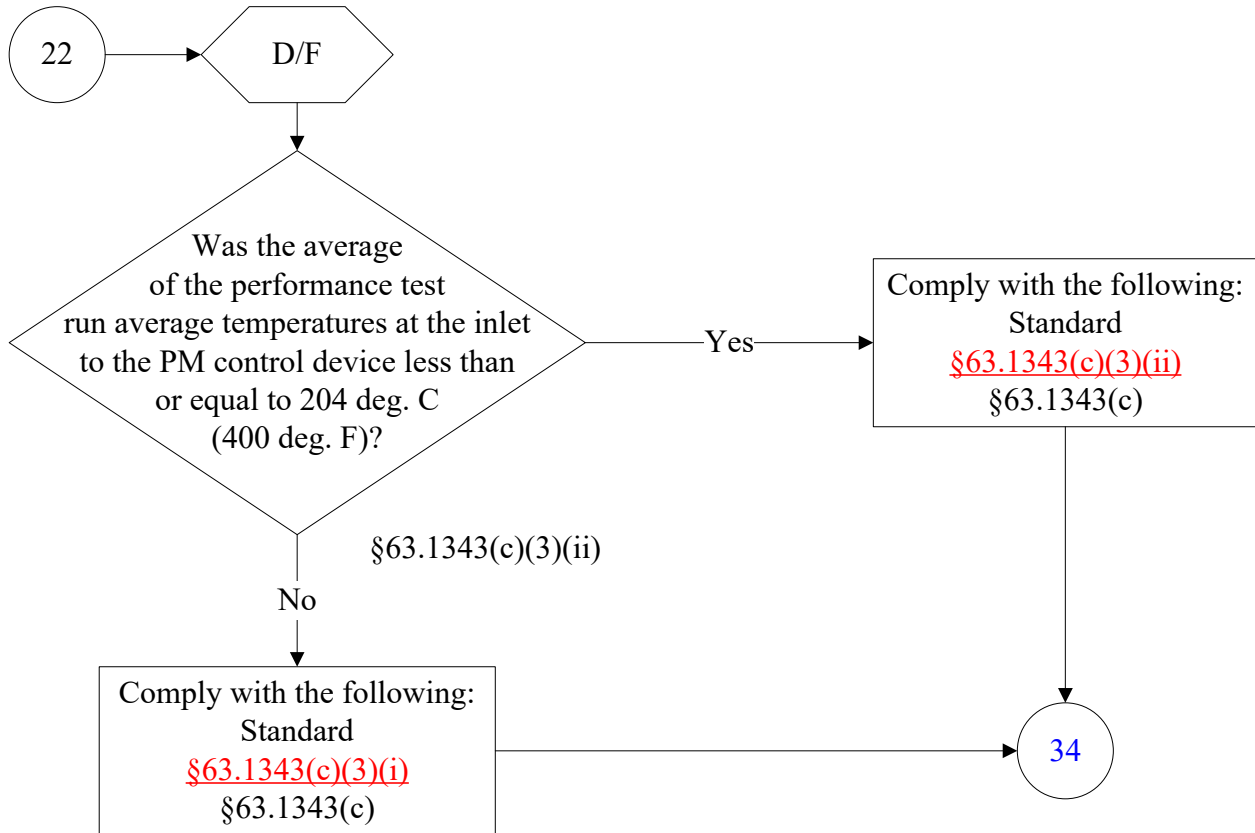 22
D/F
Was the average
of the performance test
run average temperatures at the inlet
to the PM control device less than
or equal to 204 deg. C
(400 deg. F)?
Yes
Comply with the following:
Standard
§63.1343(c)(3)(ii)
§63.1343(c)
§63.1343(c)(3)(ii)
No
Comply with the following:
Standard
§63.1343(c)(3)(i)
§63.1343(c)
34